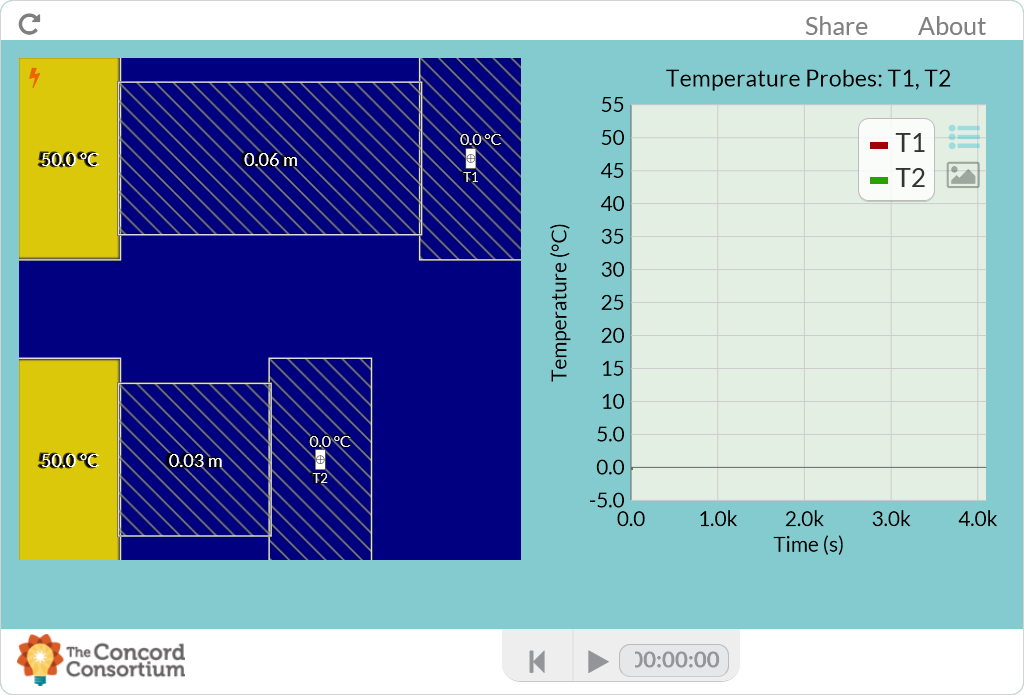 Share About
50.0 °C
0.06 m
0.0 °C
T1
50.0 °C
0.03 m
0.0 °C
T2
Temperature Probes: T1, T2
T1
T2
Temperature (°C)
55
50
45
40
35
30
25
20
15
10
5.0
0.0
-5.0
0.0 1.0k 2.0k 3.0k 4.0k
Time (s)
The Concord
Consortium
00:00:00